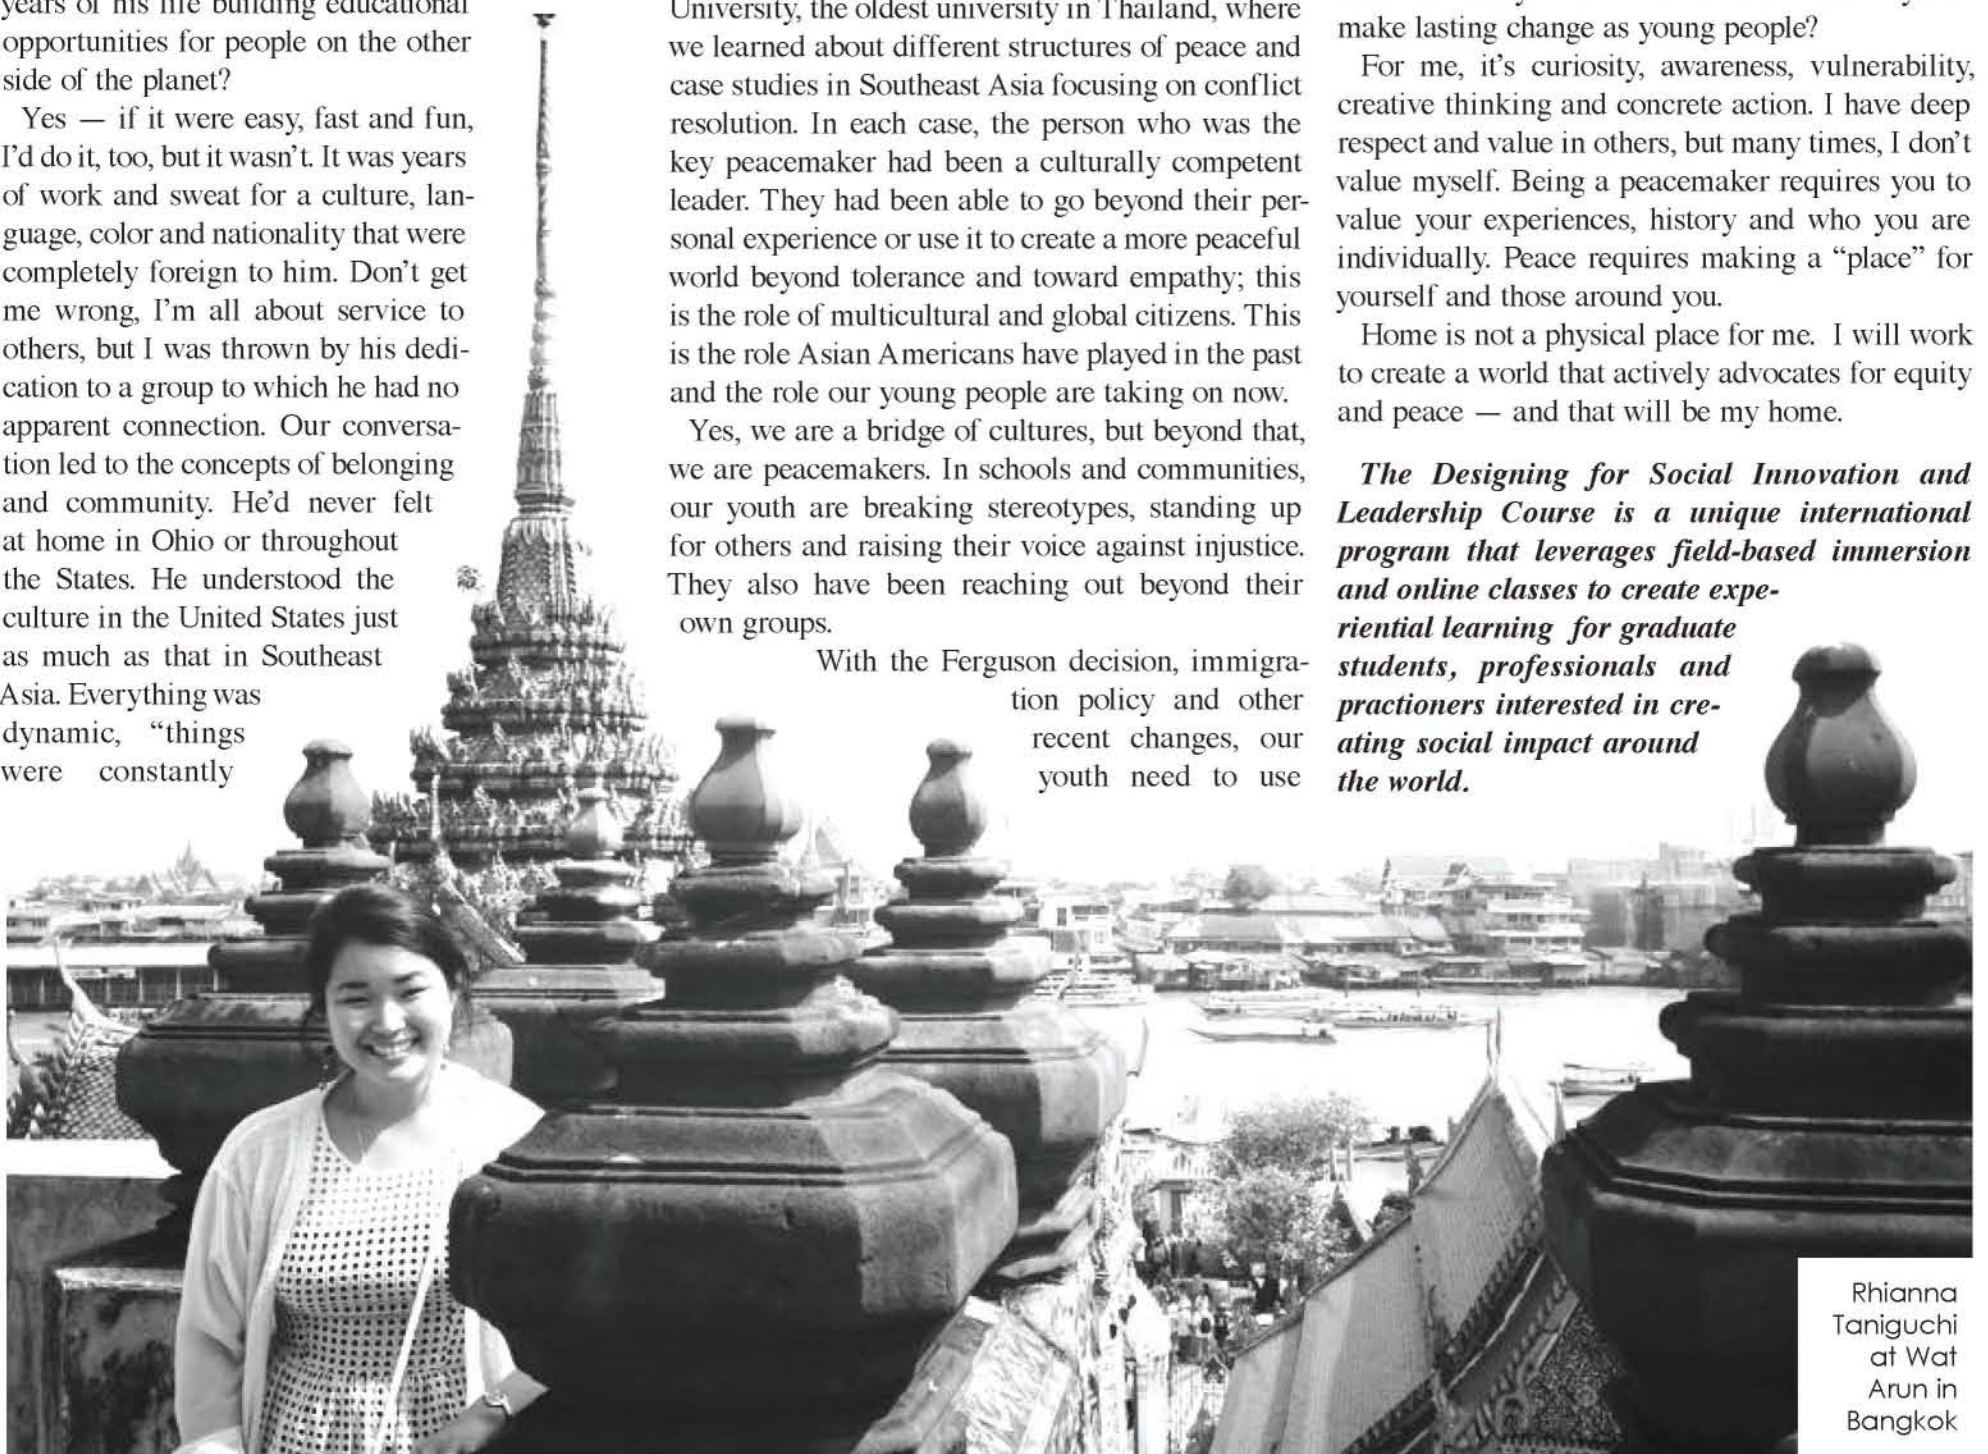 years of his life building educational
opportunities for people on the other
side of the planet?
Yes — if it were easy, fast and fun,
I'd do it, too, but it wasn't. It was years
of work and sweat for a culture, lan-
guage, color and nationality that were
completely foreign to him. Don't get
me wrong, I'm all about service to
others, but I was thrown by his dedi-
cation to a group to which he had no
apparent connection. Our conversa-
tion led to the concepts of belonging
and community. He'd never felt
at home in Ohio or throughout
the States. He understood the
culture in the United States just
as much as that in Southeast
Asia. Everything was
dynamic, “things
were constantly
University, the oldest university in Thailand, where
we learned about different structures of peace and
case studies in Southeast Asia focusing on conflict
resolution. In each case, the person who was the
key peacemaker had been a culturally competent
leader. They had been able to go beyond their per-
sonal experience or use it to create a more peaceful
world beyond tolerance and toward empathy; this
is the role of multicultural and global citizens. This
is the role Asian Americans have played in the past
and the role our young people are taking on now.
Yes, we are a bridge of cultures, but beyond that,
we are peacemakers. In schools and communities,
our youth are breaking stereotypes, standing up
for others and raising their voice against injustice.
They also have been reaching out beyond their
own groups.
With the Ferguson decision, immigra-
tion policy and other
recent changes, our
youth need to use
make lasting change as young people?
For me, it's curiosity, awareness, vulnerability,
creative thinking and concrete action. I have deep
respect and value in others, but many times, I don't
value myself. Being a peacemaker requires you to
value your experiences, history and who you are
individually. Peace requires making a “place” for
yourself and those around you.
Home is not a physical place for me. I will work
to create a world that actively advocates for equity
and peace — and that will be my home.
The Designing for Social Innovation and
Leadership Course is a unique international
program that leverages field-based immersion
and online classes to create expe-
riential learning for graduate
students, professionals and
practioners interested in cre-
ating social impact around
the world.
Rhianna
Taniguchi
at Wat
Arun in
Bangkok